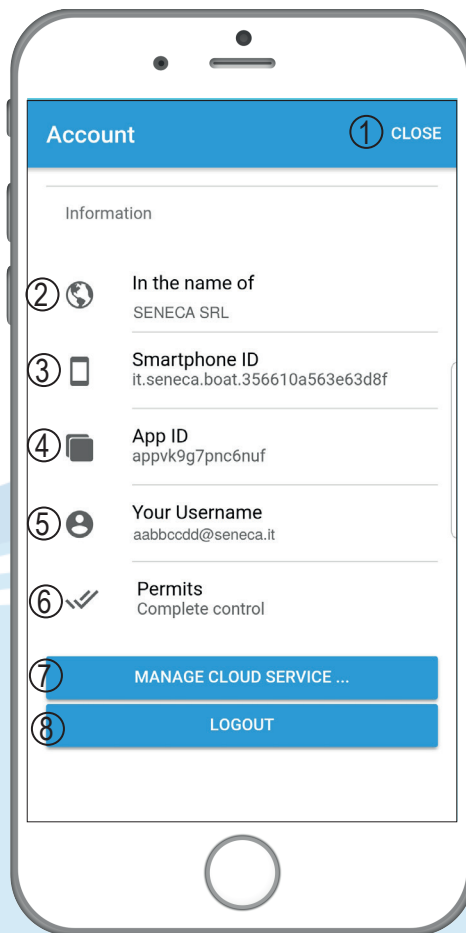 Account ① CLOSE
Information
② In the name of
SENECA SRL
③ Smartphone ID
it.seneca.boat.356610a563e63d8f
④ App ID
appvk9g7pnc6nuf
⑤ Your Username
aabbccdd@seneca.it
⑥ Permits
Complete control
⑦ MANAGE CLOUD SERVICE ...
⑧ LOGOUT